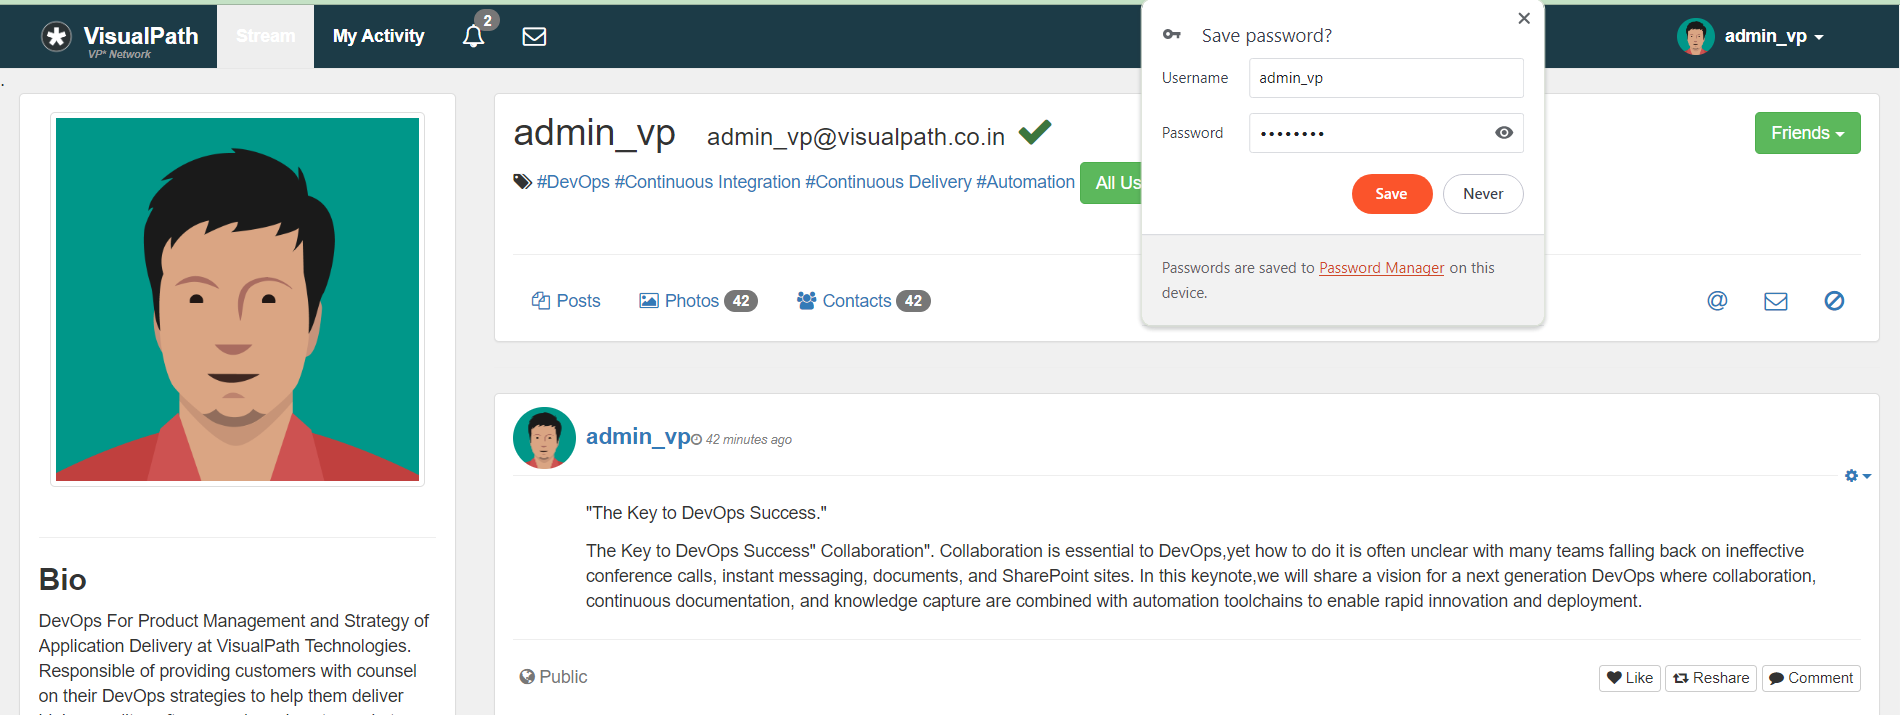 VisualPath
VP* Network
Stream
My Activity
2
admin_vp
Save password?
Username
admin_vp
Password
••••••••
Save
Never
Passwords are saved to Password Manager on this
device.
.
admin_vp admin_vp@visualpath.co.in
Friends
#DevOps #Continuous Integration #Continuous Delivery #Automation All Us
Posts
Photos 42
Contacts 42
@
admin_vp 42 minutes ago
"The Key to DevOps Success."
The Key to DevOps Success" Collaboration". Collaboration is essential to DevOps,yet how to do it is often unclear with many teams falling back on ineffective
conference calls, instant messaging, documents, and SharePoint sites. In this keynote,we will share a vision for a next generation DevOps where collaboration,
continuous documentation, and knowledge capture are combined with automation toolchains to enable rapid innovation and deployment.
Public
Like
Reshare
Comment
Bio
DevOps For Product Management and Strategy of
Application Delivery at VisualPath Technologies.
Responsible of providing customers with counsel
on their DevOps strategies to help them deliver